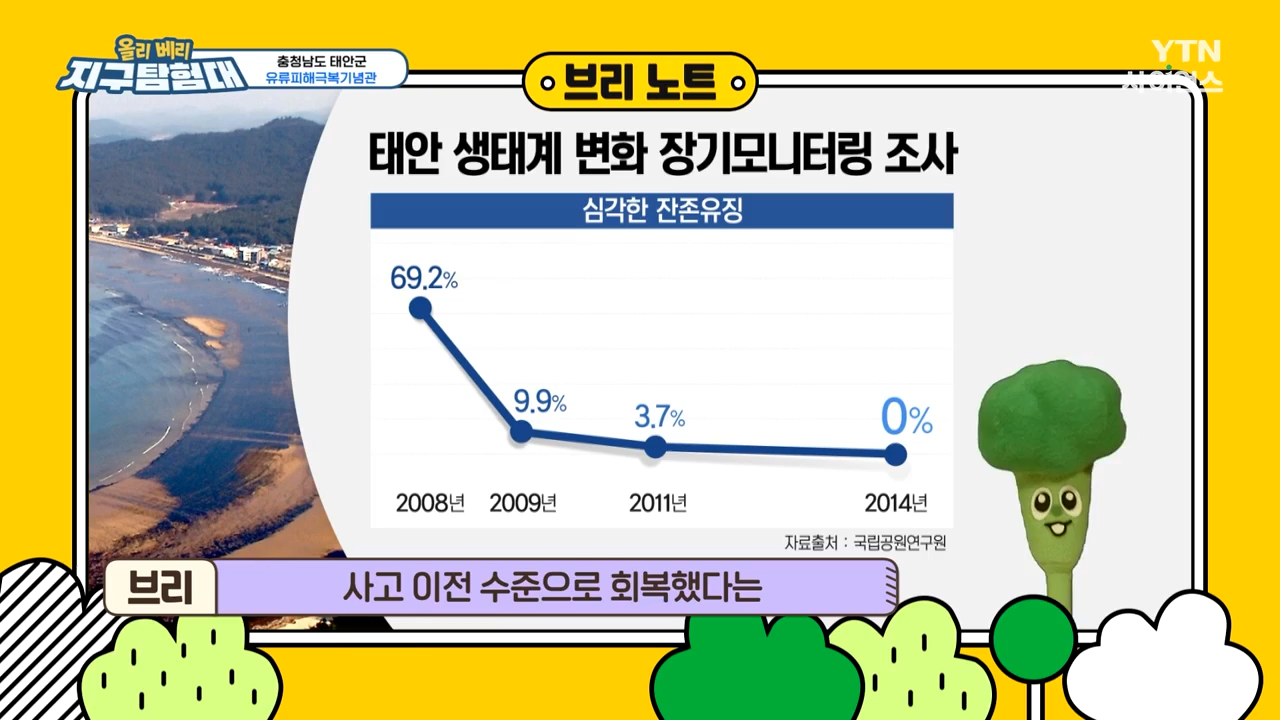 올리 베리
지구탐험대
충청남도 태안군
유류피해극복기념관
브리 노트
YTN
사이언스
태안 생태계 변화 장기모니터링 조사
심각한 잔존유징
69.2%
9.9%
3.7%
0%
2008년 2009년 2011년 2014년
자료출처 : 국립공원연구원
브리
사고 이전 수준으로 회복했다는